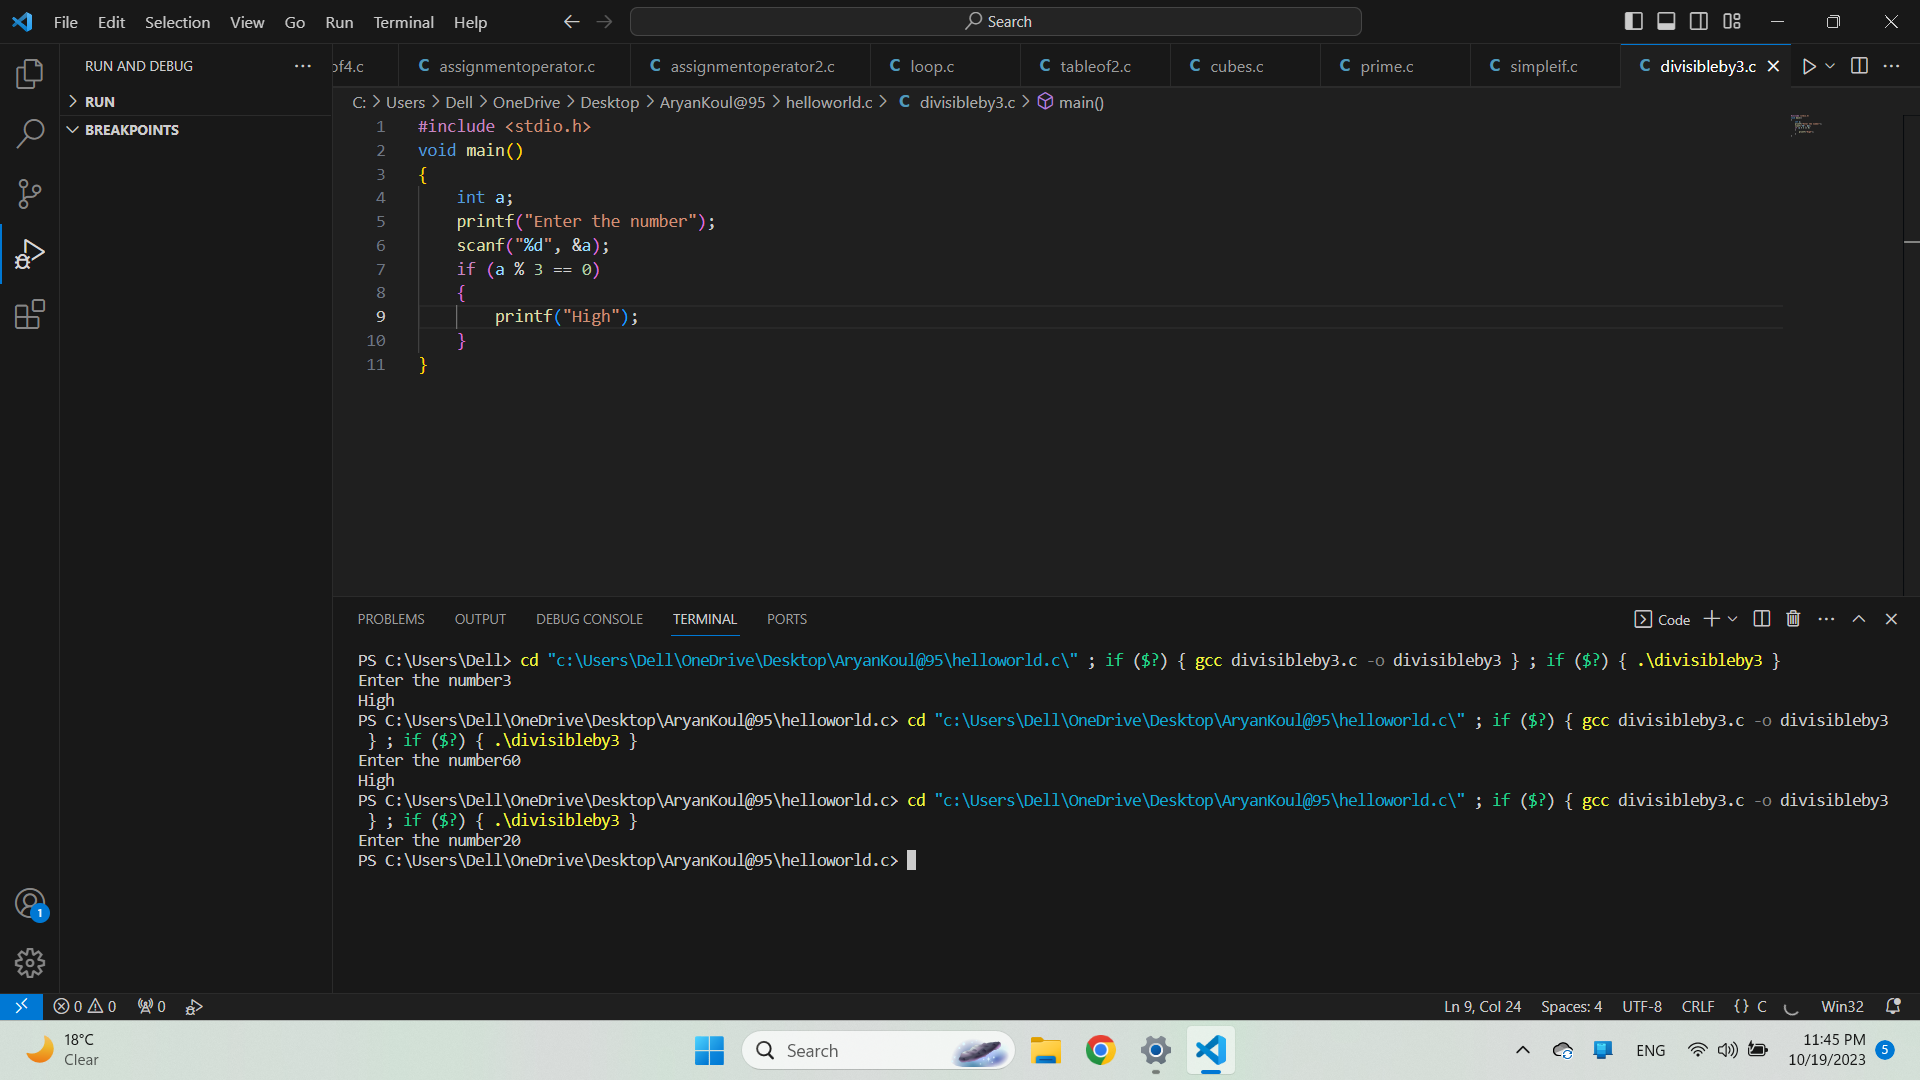 File Edit Selection View Go Run Terminal Help
Search
RUN AND DEBUG
RUN
BREAKPOINTS
of4.c
C assignmentoperator.c
C assignmentoperator2.c
C loop.c
C tableof2.c
C cubes.c
C prime.c
C simpleif.c
C divisibleby3.c
C: > Users > Dell > OneDrive > Desktop > AryanKoul@95 > helloworld.c > C divisibleby3.c > main()
1 #include <stdio.h>
2 void main()
3 {
4 int a;
5 printf("Enter the number");
6 scanf("%d", &a);
7 if (a % 3 == 0)
8 {
9 printf("High");
10 }
11 }
PROBLEMS OUTPUT DEBUG CONSOLE TERMINAL PORTS
Code
PS C:\Users\Dell> cd "c:\Users\Dell\OneDrive\Desktop\AryanKoul@95\helloworld.c\" ; if ($?) { gcc divisibleby3.c -o divisibleby3 } ; if ($?) { .\divisibleby3 }
Enter the number3
High
PS C:\Users\Dell\OneDrive\Desktop\AryanKoul@95\helloworld.c> cd "c:\Users\Dell\OneDrive\Desktop\AryanKoul@95\helloworld.c\" ; if ($?) { gcc divisibleby3.c -o divisibleby3
} ; if ($?) { .\divisibleby3 }
Enter the number60
High
PS C:\Users\Dell\OneDrive\Desktop\AryanKoul@95\helloworld.c> cd "c:\Users\Dell\OneDrive\Desktop\AryanKoul@95\helloworld.c\" ; if ($?) { gcc divisibleby3.c -o divisibleby3
} ; if ($?) { .\divisibleby3 }
Enter the number20
PS C:\Users\Dell\OneDrive\Desktop\AryanKoul@95\helloworld.c>
1
0 0 0
Ln 9, Col 24 Spaces: 4 UTF-8 CRLF {} C Win32
18°C
Clear
Search
ENG
11:45 PM
10/19/2023
5